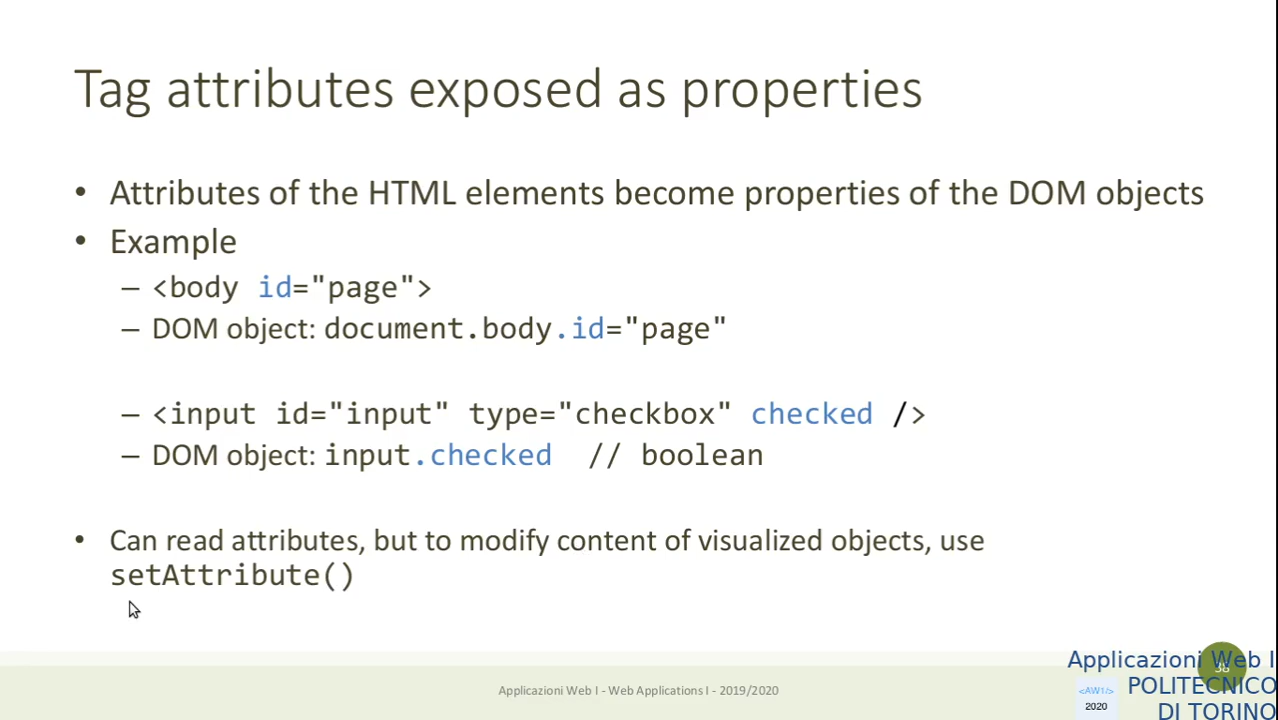 Tag attributes exposed as properties
• Attributes of the HTML elements become properties of the DOM objects
• Example
– <body id="page">
– DOM object: document.body.id="page"
– <input id="input" type="checkbox" checked />
– DOM object: input.checked // boolean
• Can read attributes, but to modify content of visualized objects, use
setAttribute()
Applicazioni Web I - Web Applications I - 2019/2020
38
Applicazioni Web I
POLITECNICO
DI TORINO
<AW1/>
2020